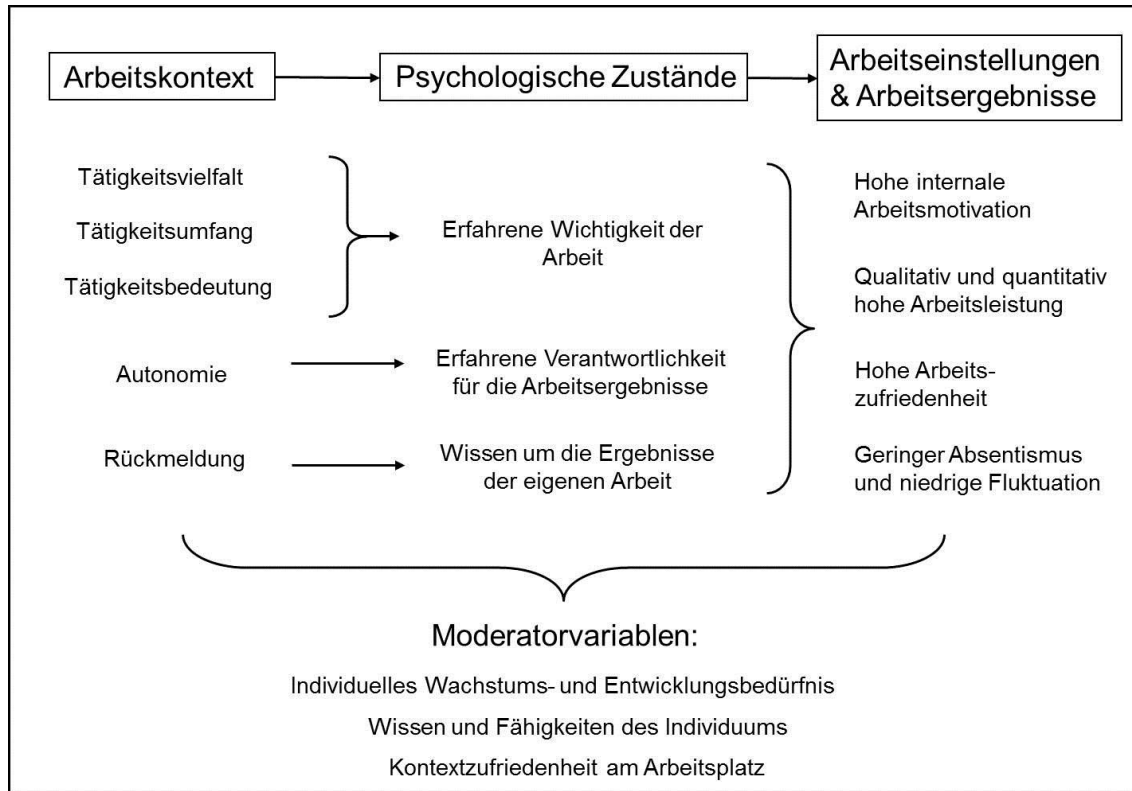 Arbeitskontext
Psychologische Zustände
Arbeitseinstellungen
& Arbeitsergebnisse
Tätigkeitsvielfalt
Tätigkeitsumfang
Tätigkeitsbedeutung
Autonomie
Rückmeldung
Erfahrene Wichtigkeit der
Arbeit
Erfahrene Verantwortlichkeit
für die Arbeitsergebnisse
Wissen um die Ergebnisse
der eigenen Arbeit
Hohe internale
Arbeitsmotivation
Qualitativ und quantitativ
hohe Arbeitsleistung
Hohe Arbeits-
zufriedenheit
Geringer Absentismus
und niedrige Fluktuation
Moderatorvariablen:
Individuelles Wachstums- und Entwicklungsbedürfnis
Wissen und Fähigkeiten des Individuums
Kontextzufriedenheit am Arbeitsplatz